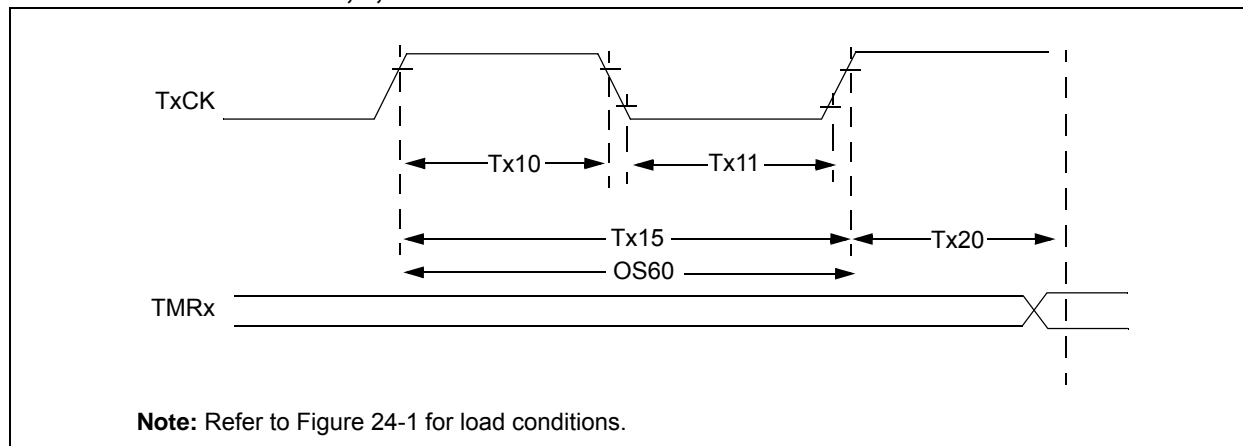 TxCK
Tx10
Tx11
Tx15
Tx20
OS60
TMRx
Note: Refer to Figure 24-1 for load conditions.